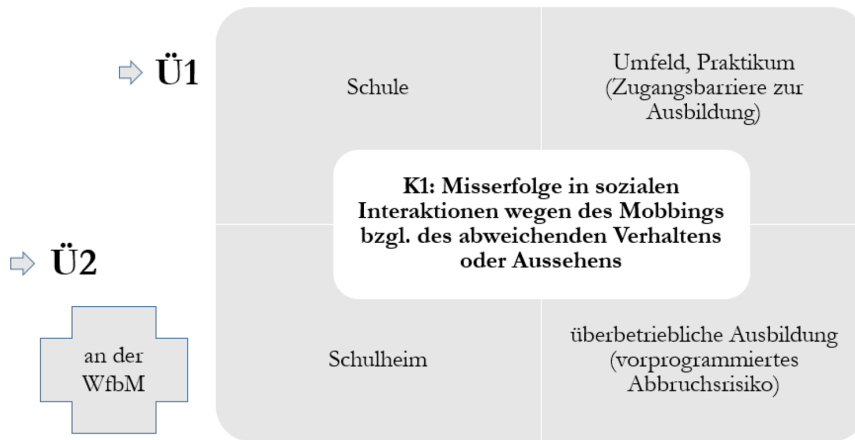 Ü1
Schule
Umfeld, Praktikum
(Zugangsbarriere zur
Ausbildung)
K1: Misserfolge in sozialen
Interaktionen wegen des Mobbings
bzgl. des abweichenden Verhaltens
oder Aussehens
Ü2
an der
WfbM
Schulheim
überbetriebliche Ausbildung
(vorprogrammiertes
Abbruchsrisiko)